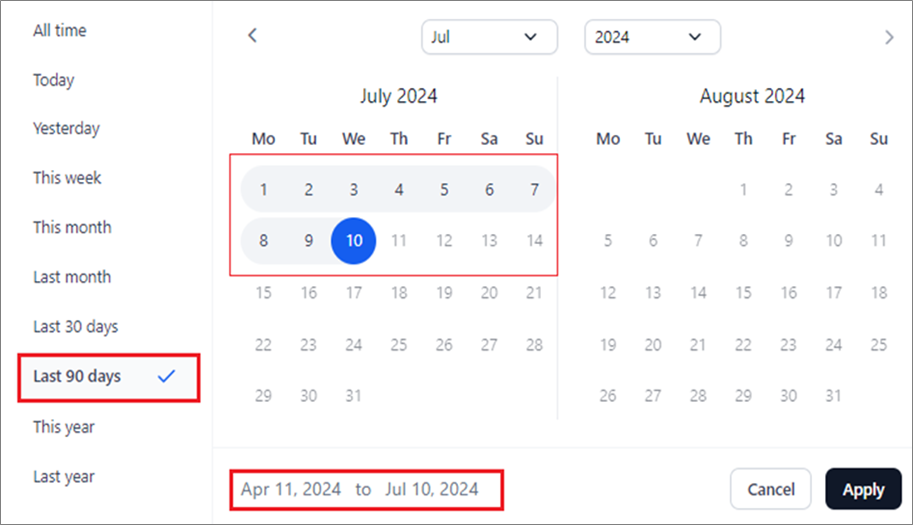 All time
Today
Yesterday
This week
This month
Last month
Last 30 days
Last 90 days
This year
Last year
Jul 2024
July 2024
Mo Tu We Th Fr Sa Su
1 2 3 4 5 6 7
8 9 10 11 12 13 14
15 16 17 18 19 20 21
22 23 24 25 26 27 28
29 30 31
August 2024
Mo Tu We Th Fr Sa Su
1 2 3 4
5 6 7 8 9 10 11
12 13 14 15 16 17 18
19 20 21 22 23 24 25
26 27 28 29 30 31
Apr 11, 2024 to Jul 10, 2024
Cancel Apply